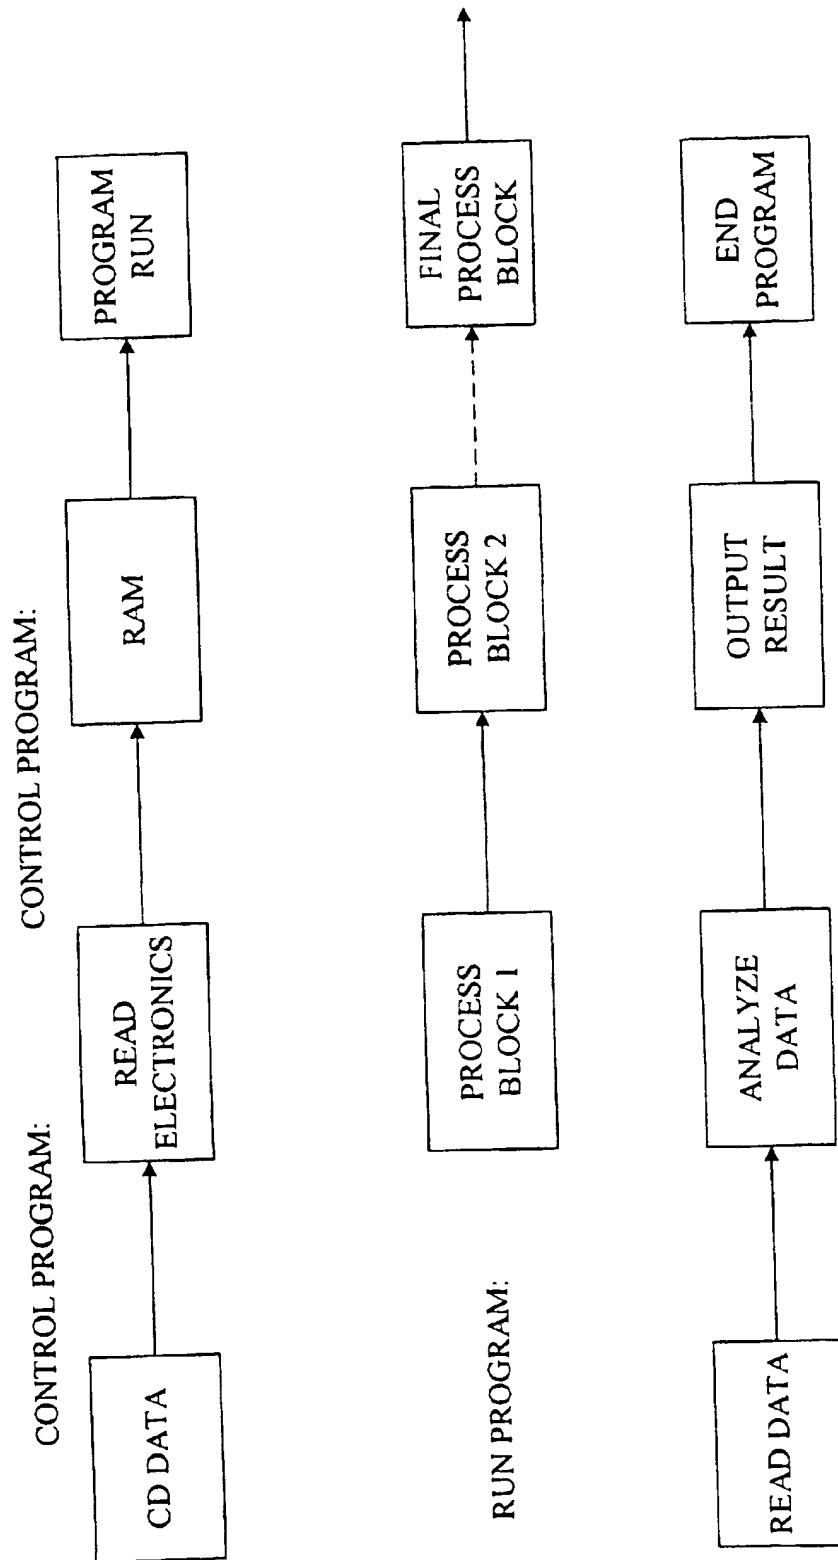 CONTROL PROGRAM:
CONTROL PROGRAM:
CD DATA
READ
ELECTRONICS
RAM
PROGRAM
RUN
RUN PROGRAM:
PROCESS
BLOCK 1
PROCESS
BLOCK 2
FINAL
PROCESS
BLOCK
READ DATA
ANALYZE
DATA
OUTPUT
RESULT
END
PROGRAM